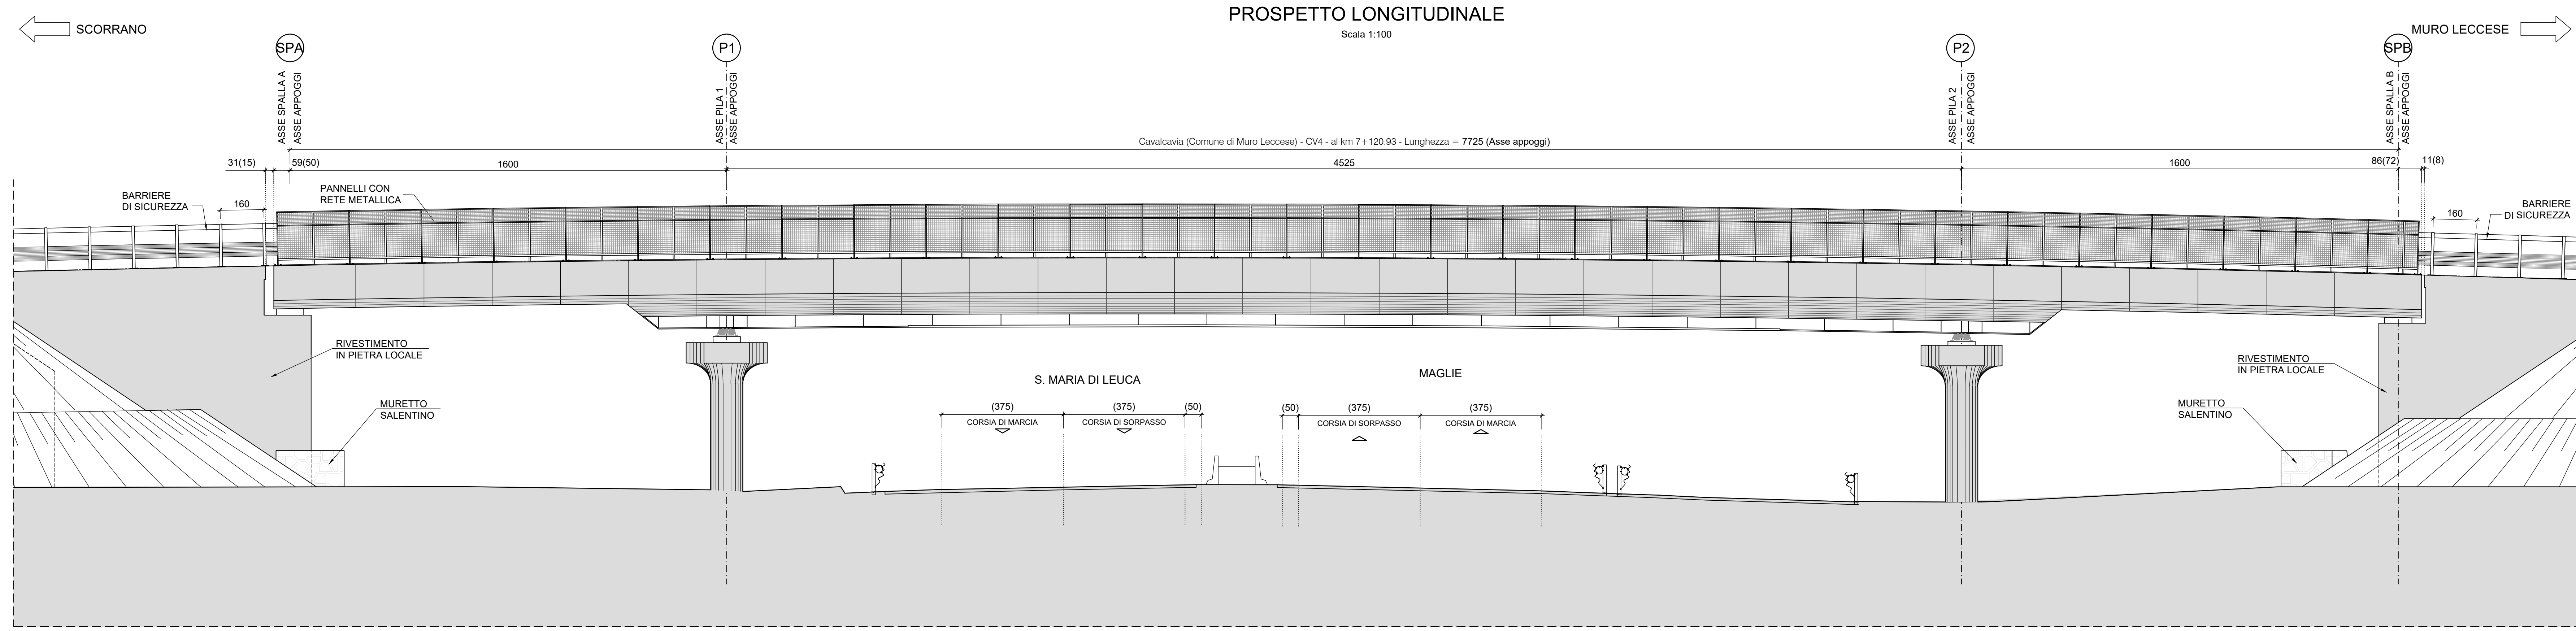 PROSPETTO LONGITUDINALE
Scala 1:100
SCORRANO
MURO LECCESE
SPA
P1
P2
SPB
ASSE SPALLA A
ASSE APPOGGI
ASSE PILA 1
ASSE APPOGGI
ASSE PILA 2
ASSE APPOGGI
ASSE SPALLA B
ASSE APPOGGI
Cavalcavia (Comune di Muro Leccese) - CV4 - al km 7+120.93 - Lunghezza = 7725 (Asse appoggi)
31(15)
59(50)
1600
4525
1600
86(72)
11(8)
BARRIERE
DI SICUREZZA
160
PANNELLI CON
RETE METALLICA
160
BARRIERE
DI SICUREZZA
RIVESTIMENTO
IN PIETRA LOCALE
RIVESTIMENTO
IN PIETRA LOCALE
MURETTO
SALENTINO
MURETTO
SALENTINO
S. MARIA DI LEUCA
MAGLIE
(375)
(375)
(50)
(50)
(375)
(375)
CORSIA DI MARCIA
CORSIA DI SORPASSO
CORSIA DI SORPASSO
CORSIA DI MARCIA